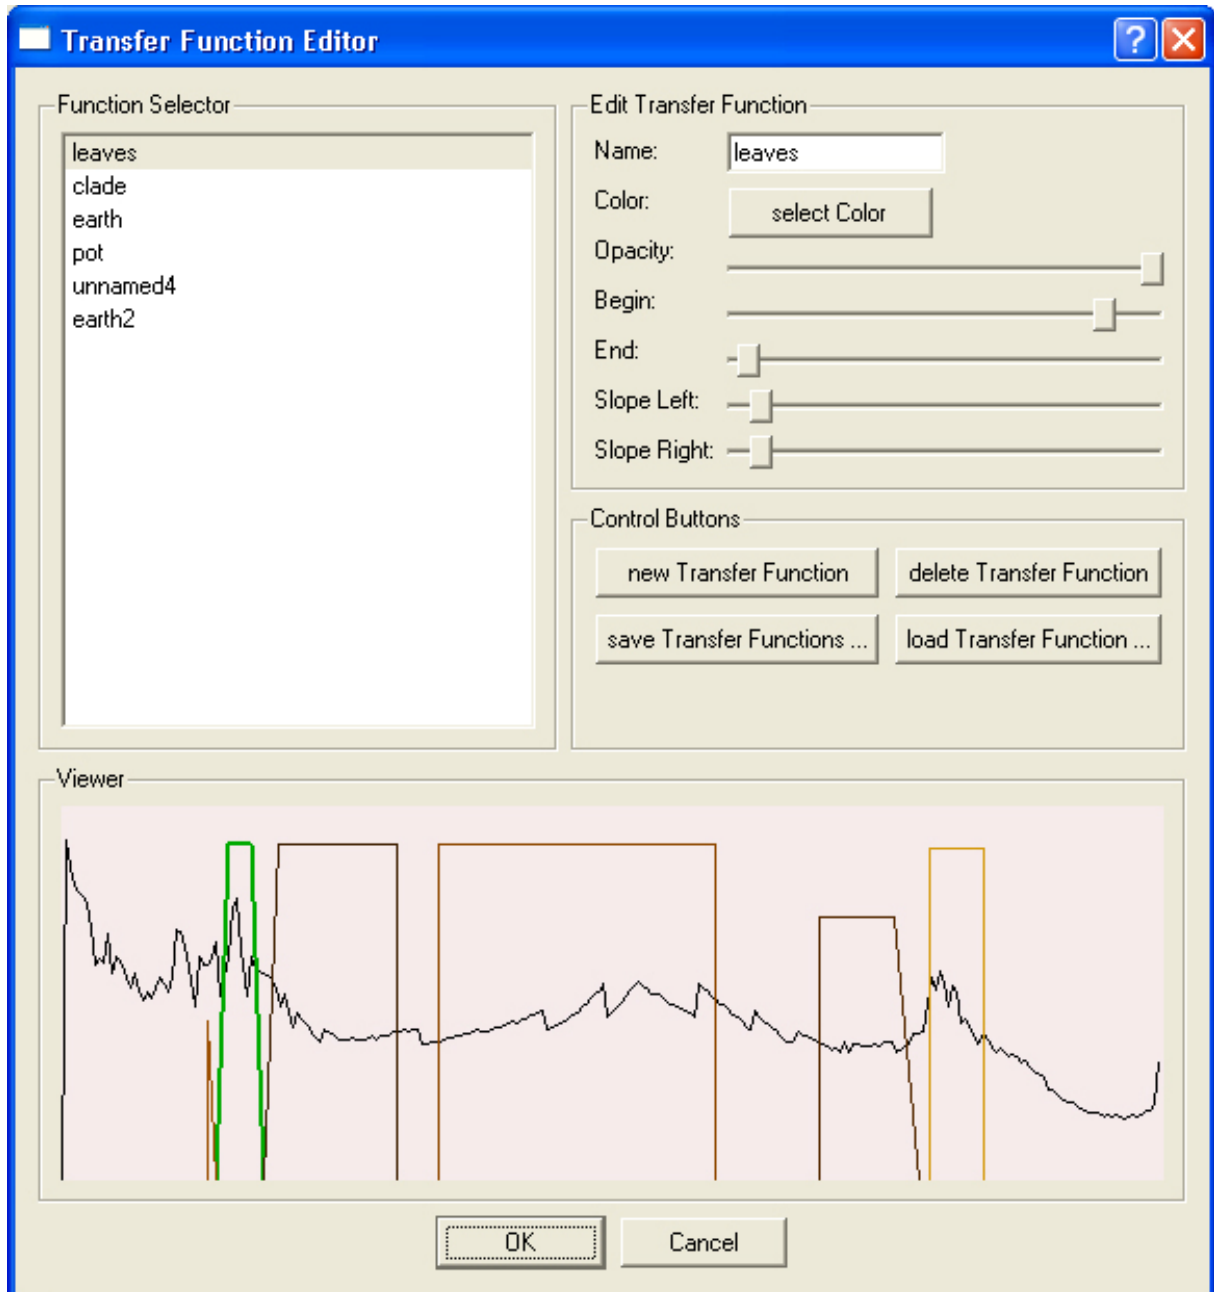 Transfer Function Editor
Function Selector
leaves
clade
earth
pot
unnamed4
earth2
Edit Transfer Function
Name: leaves
Color: select Color
Opacity:
Begin:
End:
Slope Left:
Slope Right:
Control Buttons
new Transfer Function delete Transfer Function
save Transfer Functions ... load Transfer Function ...
Viewer
OK Cancel